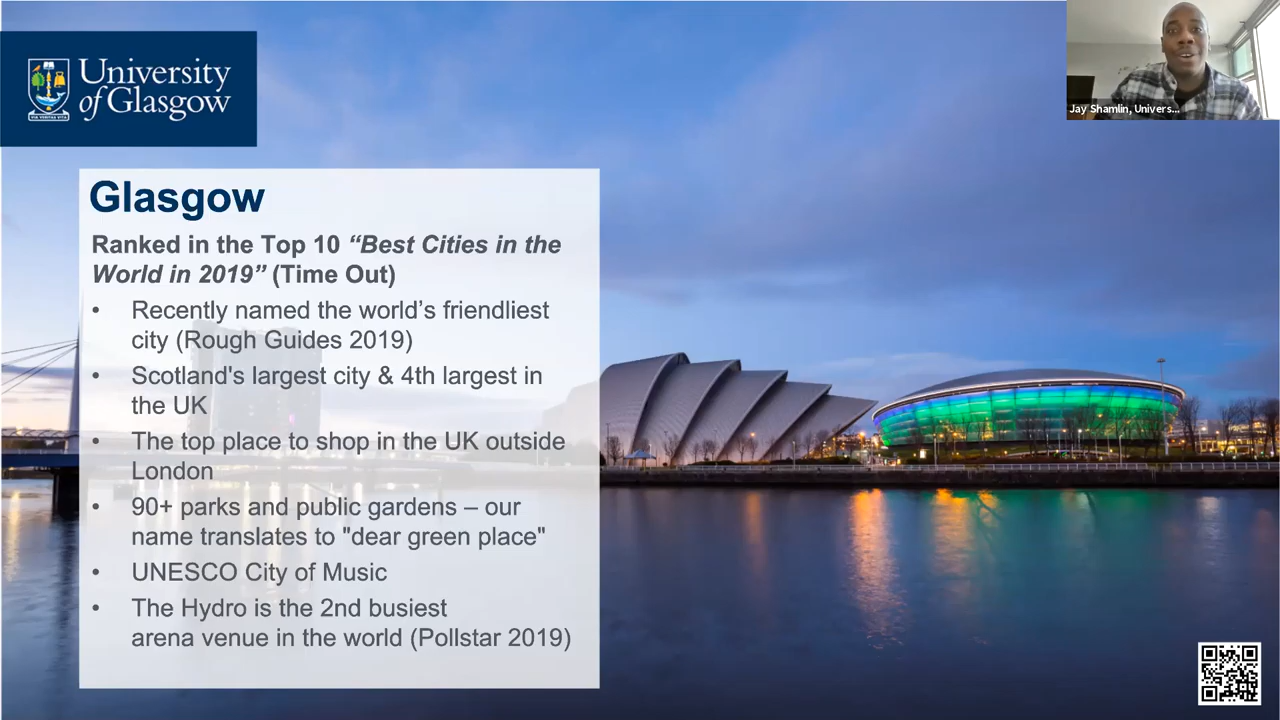 University
of Glasgow
VIA VERITAS VITA
Jay Shamlin, Univers...
Glasgow
Ranked in the Top 10 “Best Cities in the
World in 2019” (Time Out)
• Recently named the world’s friendliest
city (Rough Guides 2019)
• Scotland's largest city & 4th largest in
the UK
• The top place to shop in the UK outside
London
• 90+ parks and public gardens – our
name translates to "dear green place"
• UNESCO City of Music
• The Hydro is the 2nd busiest
arena venue in the world (Pollstar 2019)